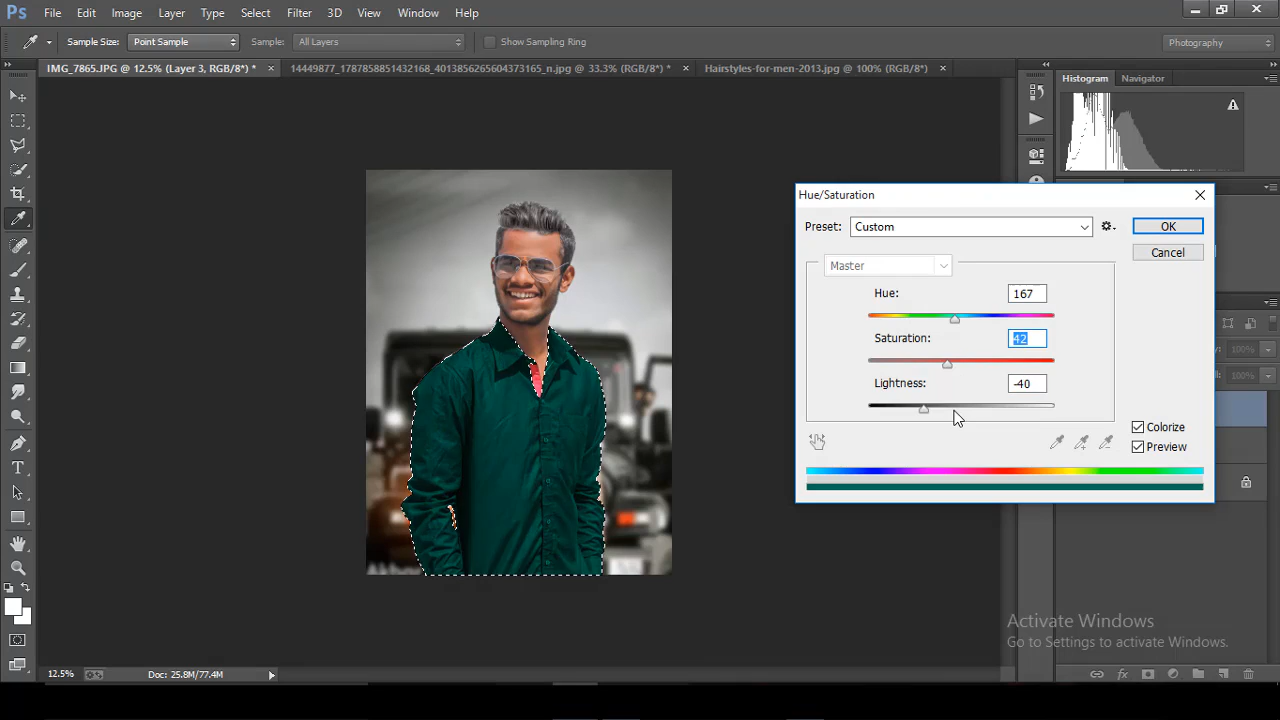 Ps File Edit Image Layer Type Select Filter 3D View Window Help
Sample Size: Point Sample Sample: All Layers Show Sampling Ring Photography
IMG_7865.JPG @ 12.5% (Layer 3, RGB/8*) * × 14449877_1787858851432168_4013856265604373165_n.jpg @ 33.3% (RGB/8*) * × Hairstyles-for-men-2013.jpg @ 100% (RGB/8*) ×
Histogram Navigator
Hue/Saturation
Preset: Custom OK
Cancel
Master
Hue: 167
Saturation: 42
Lightness: -40
Colorize
Preview
100%
100%
Activate Windows
Go to Settings to activate Windows.
12.5% Doc: 25.8M/77.4M